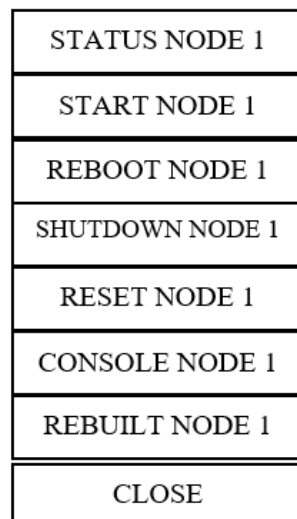 STATUS NODE 1
START NODE 1
REBOOT NODE 1
SHUTDOWN NODE 1
RESET NODE 1
CONSOLE NODE 1
REBUILT NODE 1
CLOSE